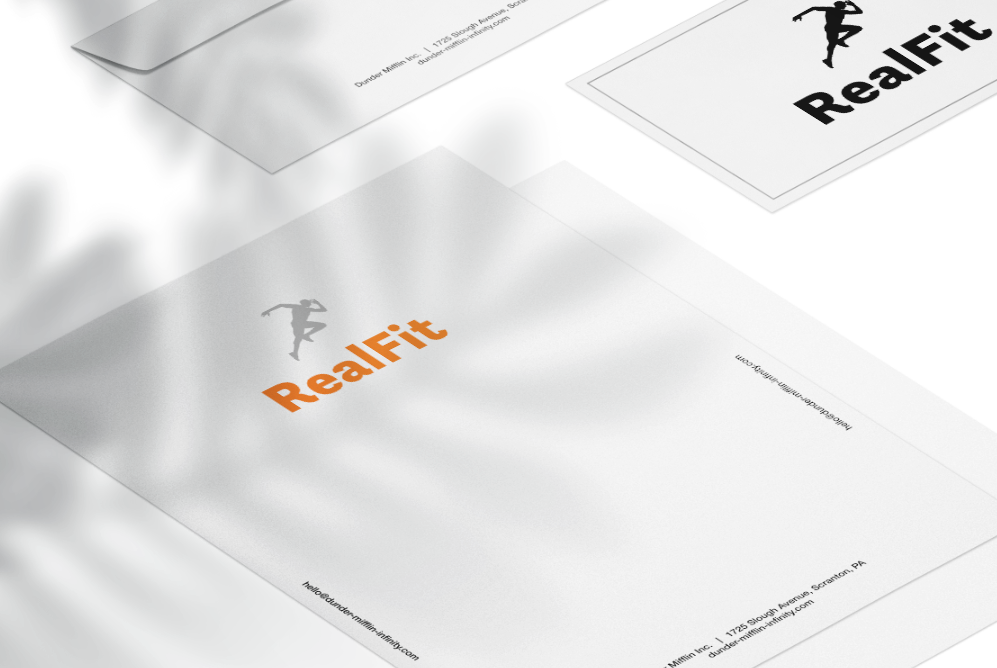 Dunder Mifflin Inc. | 1725 Slough Avenue, Scran
dunder-mifflin-infinity.com
RealFit
RealFit
hello@dunder-mifflin-infinity.com
hello@dunder-mifflin-infinity.com
Mifflin Inc. | 1725 Slough Avenue, Scranton, PA
dunder-mifflin-infinity.com